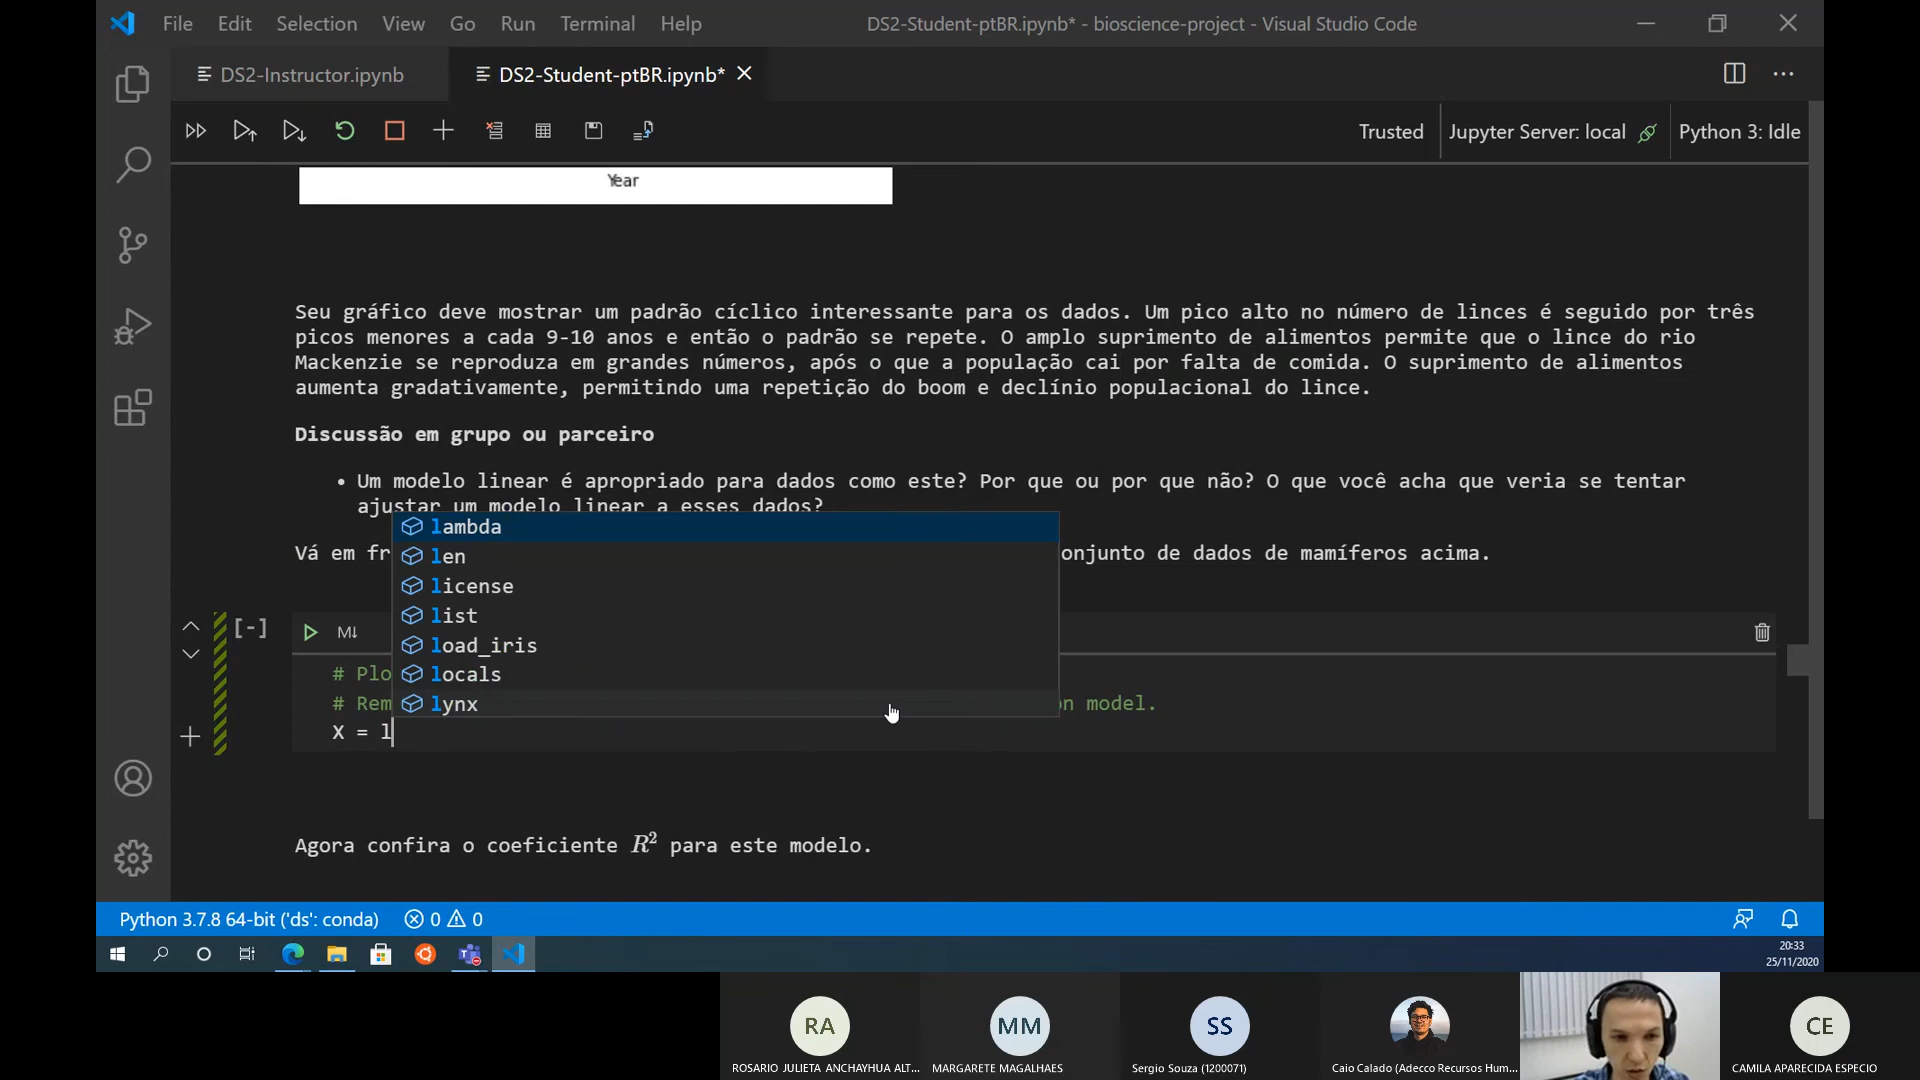 File Edit Selection View Go Run Terminal Help DS2-Student-ptBR.ipynb* - bioscience-project - Visual Studio Code
DS2-Instructor.ipynb DS2-Student-ptBR.ipynb*
Trusted Jupyter Server: local Python 3: Idle
Year
Seu gráfico deve mostrar um padrão cíclico interessante para os dados. Um pico alto no número de linces é seguido por três
picos menores a cada 9-10 anos e então o padrão se repete. O amplo suprimento de alimentos permite que o lince do rio
Mackenzie se reproduza em grandes números, após o que a população cai por falta de comida. O suprimento de alimentos
aumenta gradativamente, permitindo uma repetição do boom e declínio populacional do lince.
Discussão em grupo ou parceiro
• Um modelo linear é apropriado para dados como este? Por que ou por que não? O que você acha que veria se tentar
ajustar um modelo linear a esses dados?
lambda
len
license
list
load_iris
locals
lynx
Vá em fr onjunto de dados de mamíferos acima.
[-] M↓
# Plo
# Rem on model.
X = l
Agora confira o coeficiente R² para este modelo.
Python 3.7.8 64-bit ('ds': conda) 0 0
20:33
25/11/2020
RA MM SS CE
ROSARIO JULIETA ANCHAYHUA ALT... MARGARETE MAGALHAES Sergio Souza (1200071) Caio Calado (Adecco Recursos Hum... CAMILA APARECIDA ESPECIO